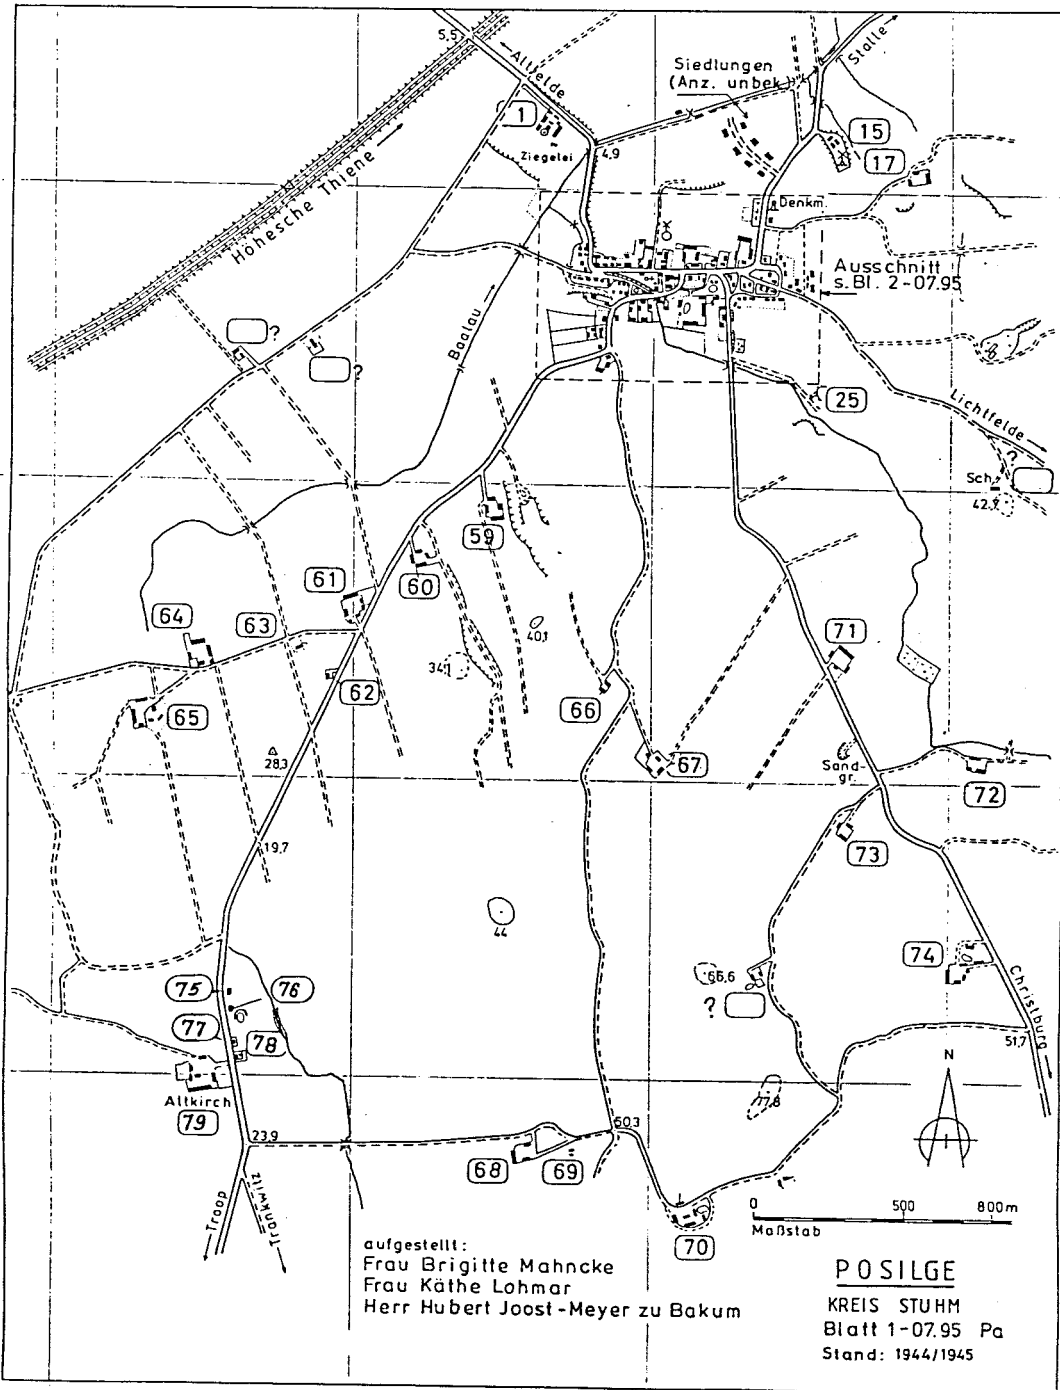 5,5
Altfelde
Stalle
Siedlungen
(Anz. unbek.)
1
Ziegelei
4,9
15
17
Höhesche Thiene
Denkm.
Ausschnitt
s.Bl. 2-07.95
Baalau
?
?
25
Lichtfelde
?
Sch.
59
60
61
64
63
40,1
71
62
66
65
67
28,3
Sand-
gr.
72
19,7
73
44
74
66,6
?
75
76
77
78
Christburg
51,7
N
Altkirch
79
77,8
23,9
50,3
68
69
70
Troop
Trankwitz
0 500 800m
Maßstab
aufgestellt:
Frau Brigitte Mahncke
Frau Käthe Lohmar
Herr Hubert Joost-Meyer zu Bakum
POSILGE
KREIS STUHM
Blatt 1-07.95 Pa
Stand: 1944/1945